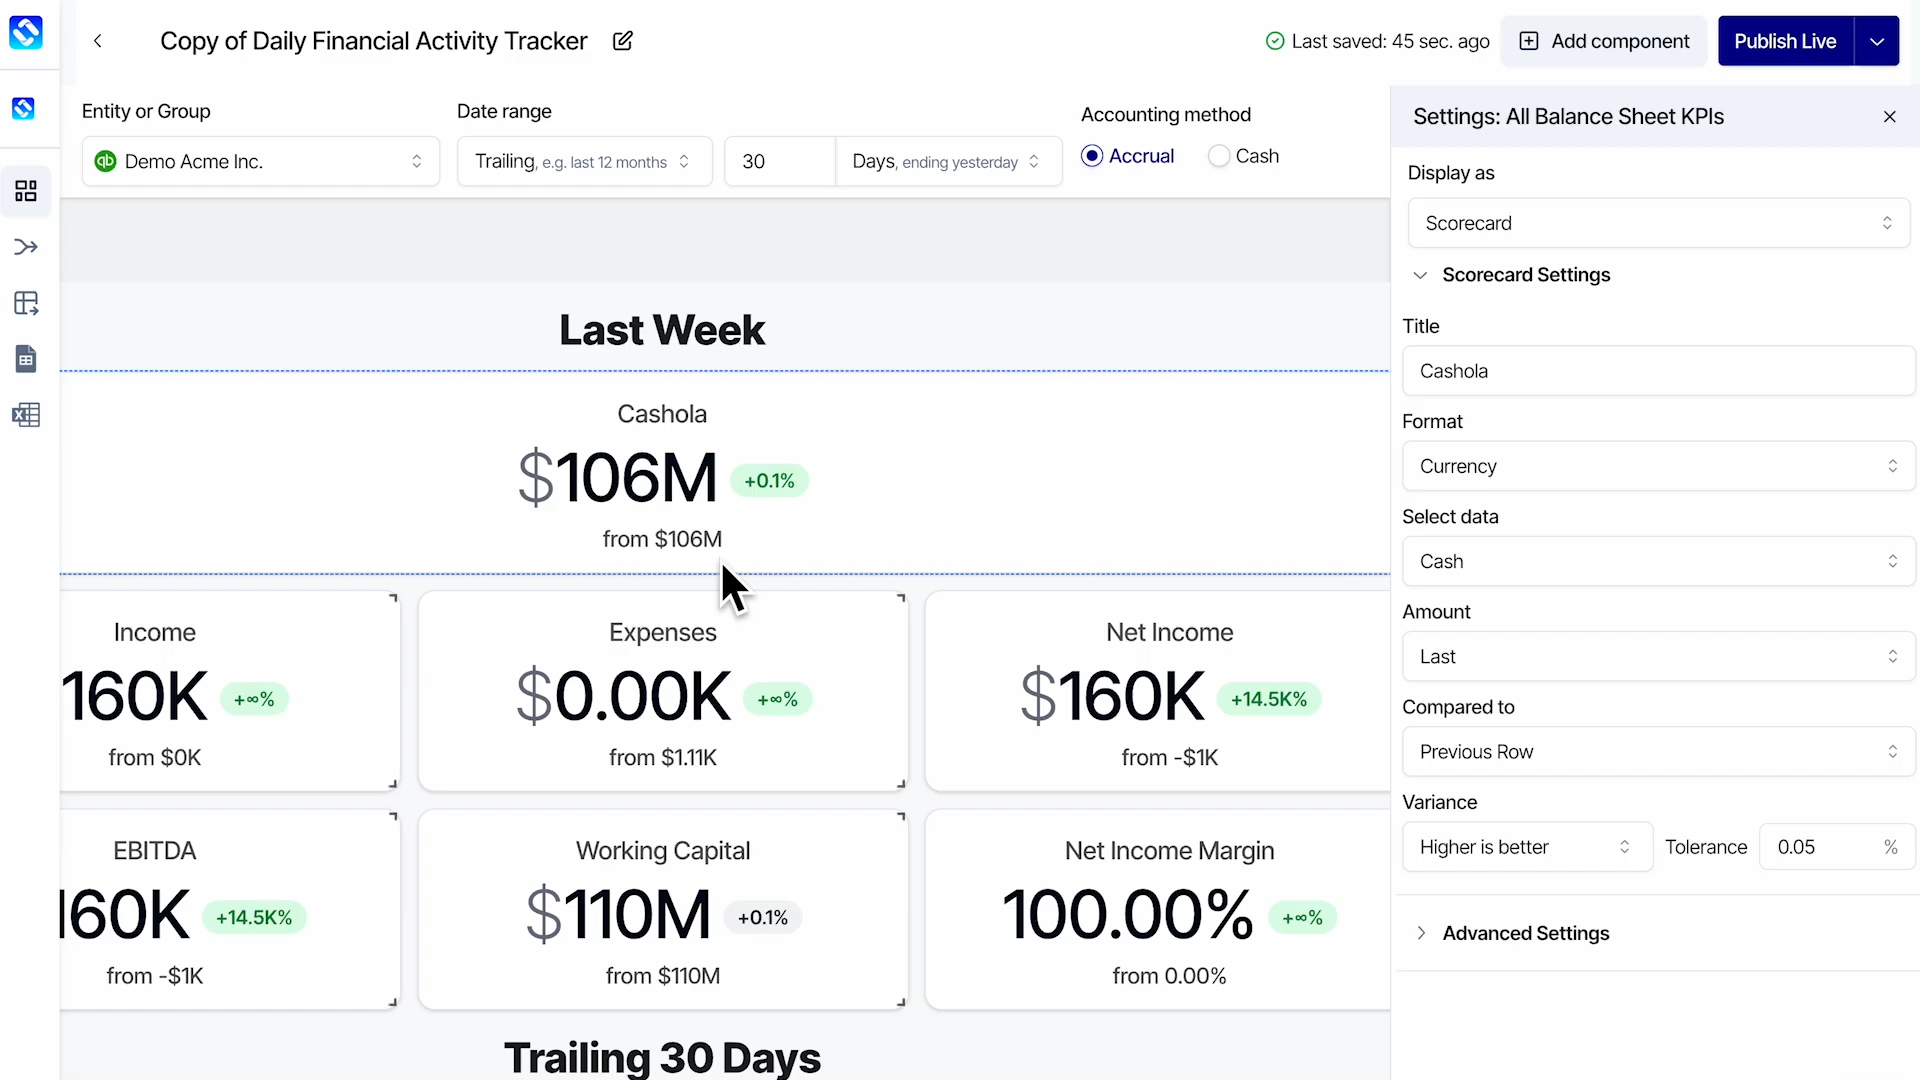 Copy of Daily Financial Activity Tracker
Last saved: 45 sec. ago
Add component
Publish Live
Entity or Group
Date range
Accounting method
qb Demo Acme Inc.
Trailing, e.g. last 12 months
30
Days, ending yesterday
Accrual
Cash
Last Week
Cashola
$106M +0.1%
from $106M
Income
160K +∞%
from $0K
Expenses
$0.00K +∞%
from $1.11K
Net Income
$160K +14.5K%
from -$1K
EBITDA
160K +14.5K%
from -$1K
Working Capital
$110M +0.1%
from $110M
Net Income Margin
100.00% +∞%
from 0.00%
Trailing 30 Days
Settings: All Balance Sheet KPIs
Display as
Scorecard
Scorecard Settings
Title
Cashola
Format
Currency
Select data
Cash
Amount
Last
Compared to
Previous Row
Variance
Higher is better
Tolerance
0.05 %
Advanced Settings